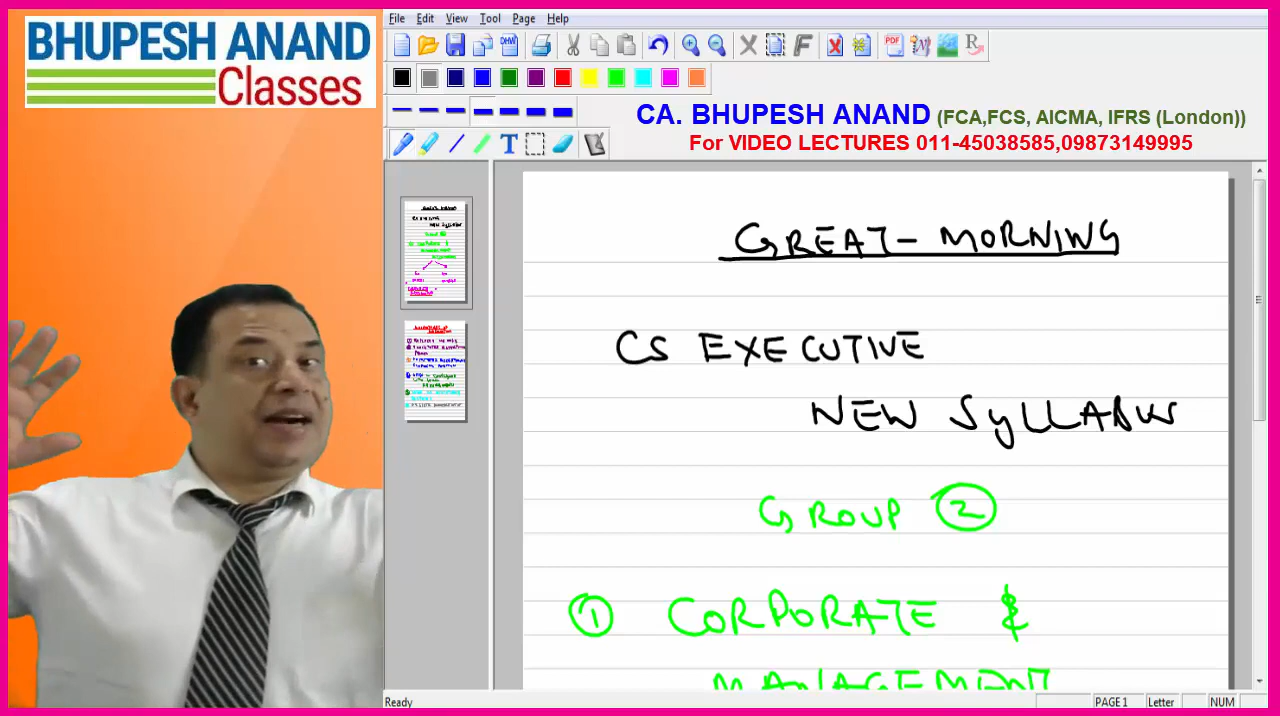 BHUPESH ANAND
Classes
File Edit View Tool Page Help
CA. BHUPESH ANAND (FCA,FCS, AICMA, IFRS (London))
For VIDEO LECTURES 011-45038585,09873149995
GREAT-MORNING
CS EXECUTIVE
NEW SYLLABUS
GROUP 2
1 CORPORATE &
MANAGEMENT
Ready PAGE 1 Letter NUM